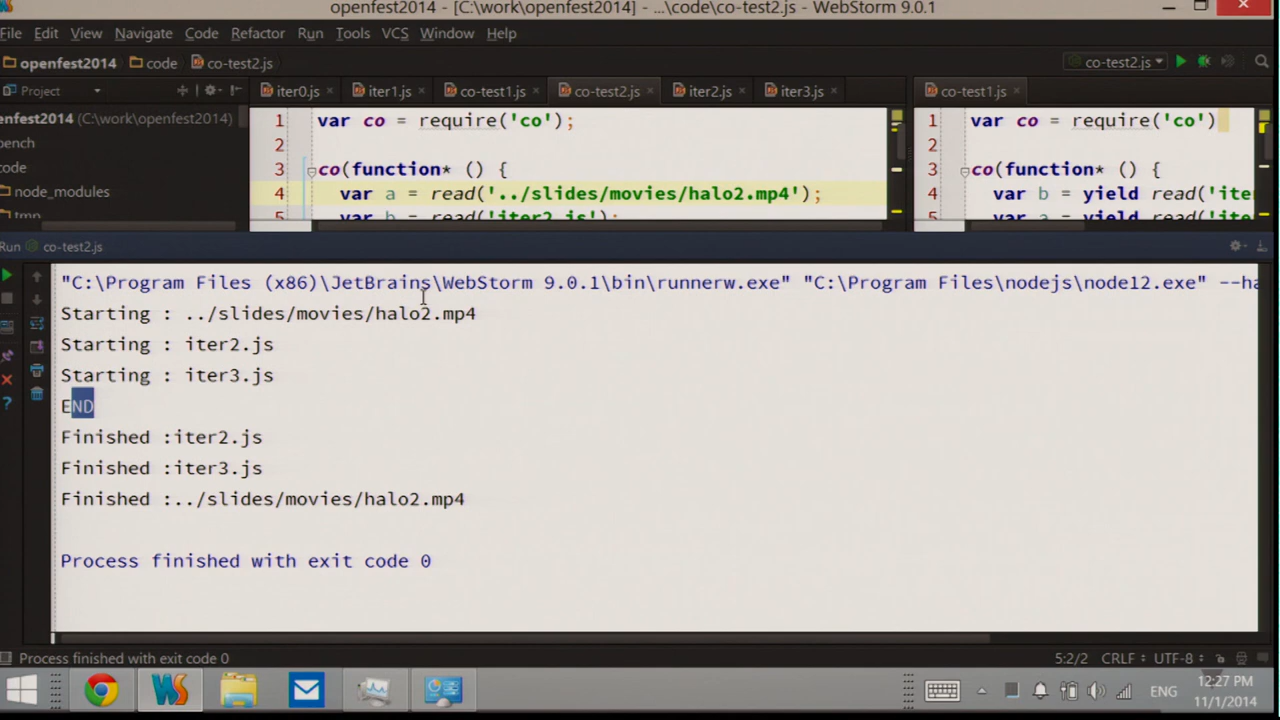 openfest2014 - [C:\work\openfest2014] - ...\code\co-test2.js - WebStorm 9.0.1
File Edit View Navigate Code Refactor Run Tools VCS Window Help
openfest2014 code co-test2.js co-test2.js
Project iter0.js iter1.js co-test1.js co-test2.js iter2.js iter3.js co-test1.js
enfest2014 (C:\work\openfest2014)
ench
code
node_modules
tmp
1 var co = require('co');
2
3 co(function* () {
4 var a = read('../slides/movies/halo2.mp4');
5 var b = read('iter2.js');
1 var co = require('co')
2
3 co(function* () {
4 var b = yield read('iter
5 var a = yield read('ite
Run co-test2.js
"C:\Program Files (x86)\JetBrains\WebStorm 9.0.1\bin\runnerw.exe" "C:\Program Files\nodejs\node12.exe" --ha
Starting : ../slides/movies/halo2.mp4
Starting : iter2.js
Starting : iter3.js
END
Finished :iter2.js
Finished :iter3.js
Finished :../slides/movies/halo2.mp4
Process finished with exit code 0
Process finished with exit code 0 5:2/2 CRLF UTF-8
WS ENG 12:27 PM
11/1/2014